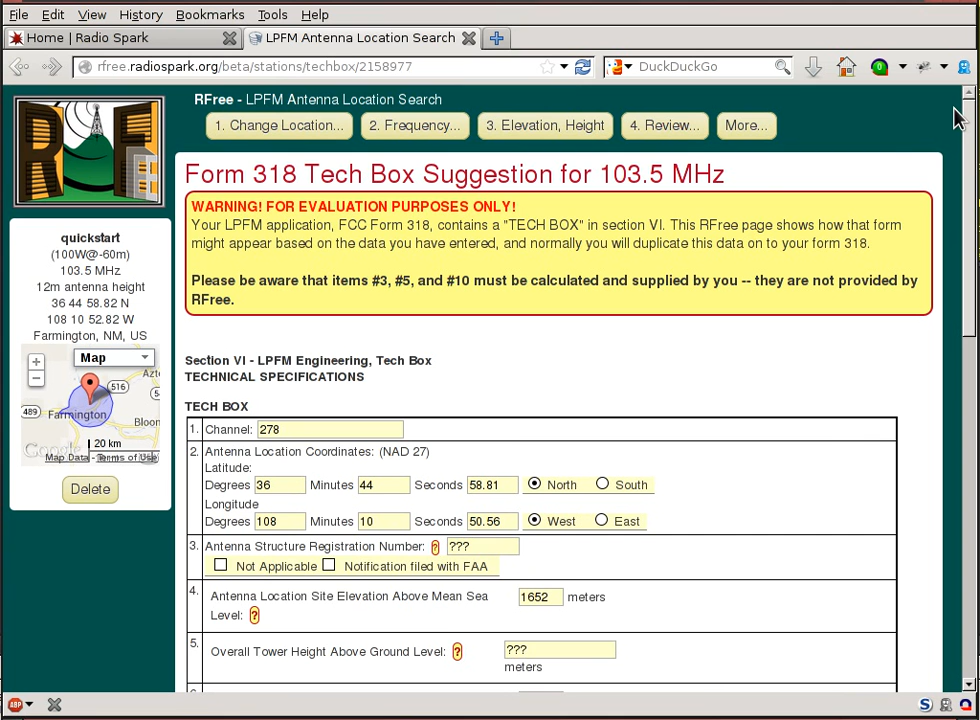 File Edit View History Bookmarks Tools Help
Home | Radio Spark
LPFM Antenna Location Search
rfree.radiospark.org/beta/stations/techbox/2158977
DuckDuckGo
RFree - LPFM Antenna Location Search
1. Change Location... 2. Frequency... 3. Elevation, Height 4. Review... More...
RF
quickstart
(100W@-60m)
103.5 MHz
12m antenna height
36 44 58.82 N
108 10 52.82 W
Farmington, NM, US
Map
Azte
516
489
Farmington
Bloon
20 km
Google
Map Data - Terms of Use
Delete
Form 318 Tech Box Suggestion for 103.5 MHz
WARNING! FOR EVALUATION PURPOSES ONLY!
Your LPFM application, FCC Form 318, contains a "TECH BOX" in section VI. This RFree page shows how that form
might appear based on the data you have entered, and normally you will duplicate this data on to your form 318.
Please be aware that items #3, #5, and #10 must be calculated and supplied by you -- they are not provided by
RFree.
Section VI - LPFM Engineering, Tech Box
TECHNICAL SPECIFICATIONS
TECH BOX
1. Channel: 278
2. Antenna Location Coordinates: (NAD 27)
Latitude:
Degrees 36 Minutes 44 Seconds 58.81 North South
Longitude
Degrees 108 Minutes 10 Seconds 50.56 West East
3. Antenna Structure Registration Number: ? ???
Not Applicable Notification filed with FAA
4. Antenna Location Site Elevation Above Mean Sea 1652 meters
Level: ?
5. Overall Tower Height Above Ground Level: ? ???
meters
ABP
S